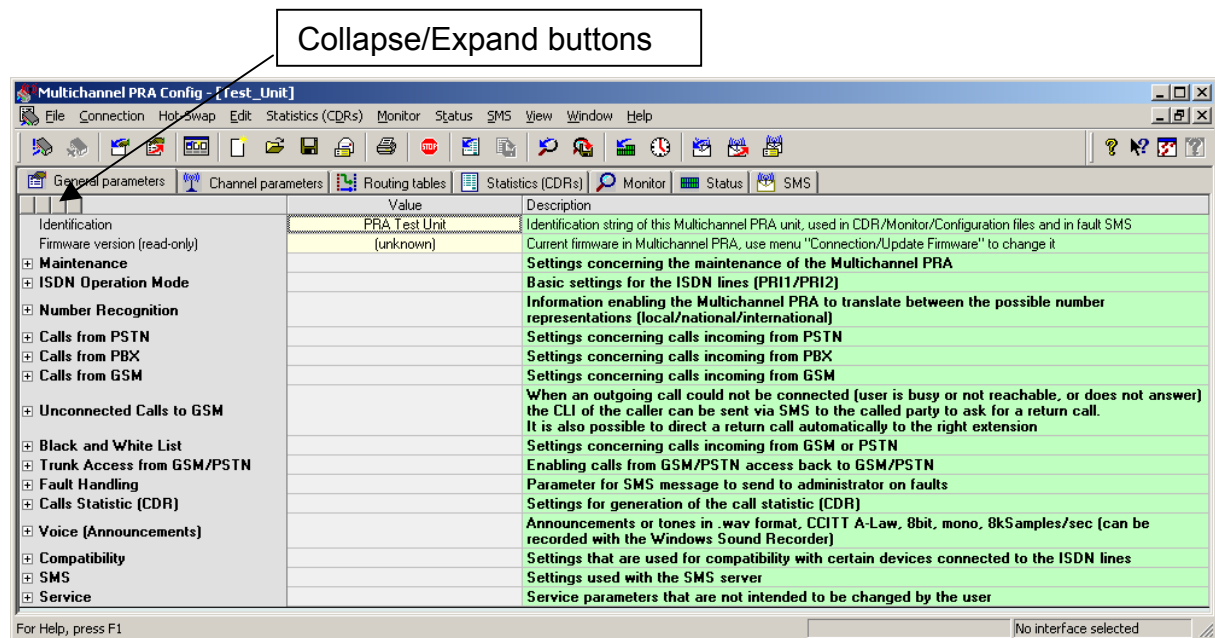 Collapse/Expand buttons
Multichannel PRA Config - [Test_Unit]
File Connection Hot-Swap Edit Statistics (CDRs) Monitor Status SMS View Window Help
STOP
General parameters Channel parameters Routing tables Statistics (CDRs) Monitor Status SMS
Value Description
Identification PRA Test Unit Identification string of this Multichannel PRA unit, used in CDR/Monitor/Configuration files and in fault SMS
Firmware version (read-only) (unknown) Current firmware in Multichannel PRA, use menu "Connection/Update Firmware" to change it
Maintenance Settings concerning the maintenance of the Multichannel PRA
ISDN Operation Mode Basic settings for the ISDN lines (PRI1/PRI2)
Number Recognition Information enabling the Multichannel PRA to translate between the possible number
representations (local/national/international)
Calls from PSTN Settings concerning calls incoming from PSTN
Calls from PBX Settings concerning calls incoming from PBX
Calls from GSM Settings concerning calls incoming from GSM
Unconnected Calls to GSM When an outgoing call could not be connected (user is busy or not reachable, or does not answer)
the CLI of the caller can be sent via SMS to the called party to ask for a return call.
It is also possible to direct a return call automatically to the right extension
Black and White List Settings concerning calls incoming from GSM or PSTN
Trunk Access from GSM/PSTN Enabling calls from GSM/PSTN access back to GSM/PSTN
Fault Handling Parameter for SMS message to send to administrator on faults
Calls Statistic (CDR) Settings for generation of the call statistic (CDR)
Voice (Announcements) Announcements or tones in .wav format, CCITT A-Law, 8bit, mono, 8kSamples/sec (can be
recorded with the Windows Sound Recorder)
Compatibility Settings that are used for compatibility with certain devices connected to the ISDN lines
SMS Settings used with the SMS server
Service Service parameters that are not intended to be changed by the user
For Help, press F1 No interface selected